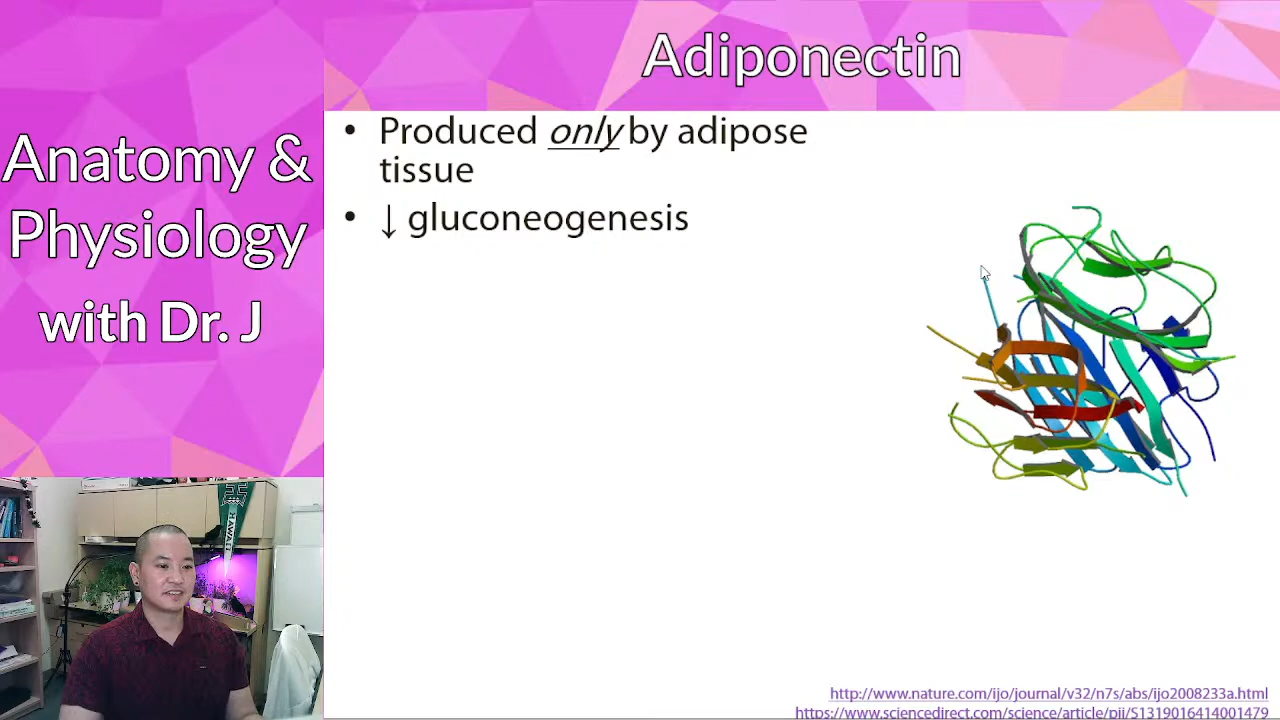 Adiponectin
Anatomy &
Physiology
with Dr. J
• Produced only by adipose
tissue
• ↓ gluconeogenesis
HAWAI'I
http://www.nature.com/ijo/journal/v32/n7s/abs/ijo2008233a.html
https://www.sciencedirect.com/science/article/pii/S1319016414001479